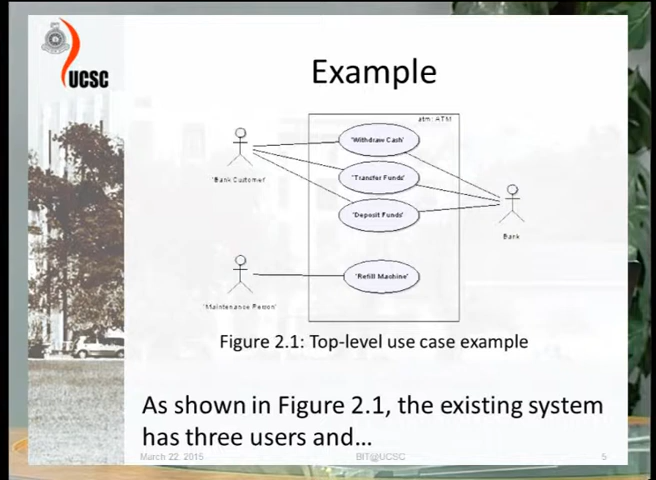 UCSC
Example
atm: ATM
'Withdraw Cash'
'Transfer Funds'
'Bank Customer'
'Deposit Funds'
Bank
'Refill Machine'
'Maintenance Person'
Figure 2.1: Top-level use case example
As shown in Figure 2.1, the existing system
has three users and…
March 22, 2015 BIT@UCSC 5